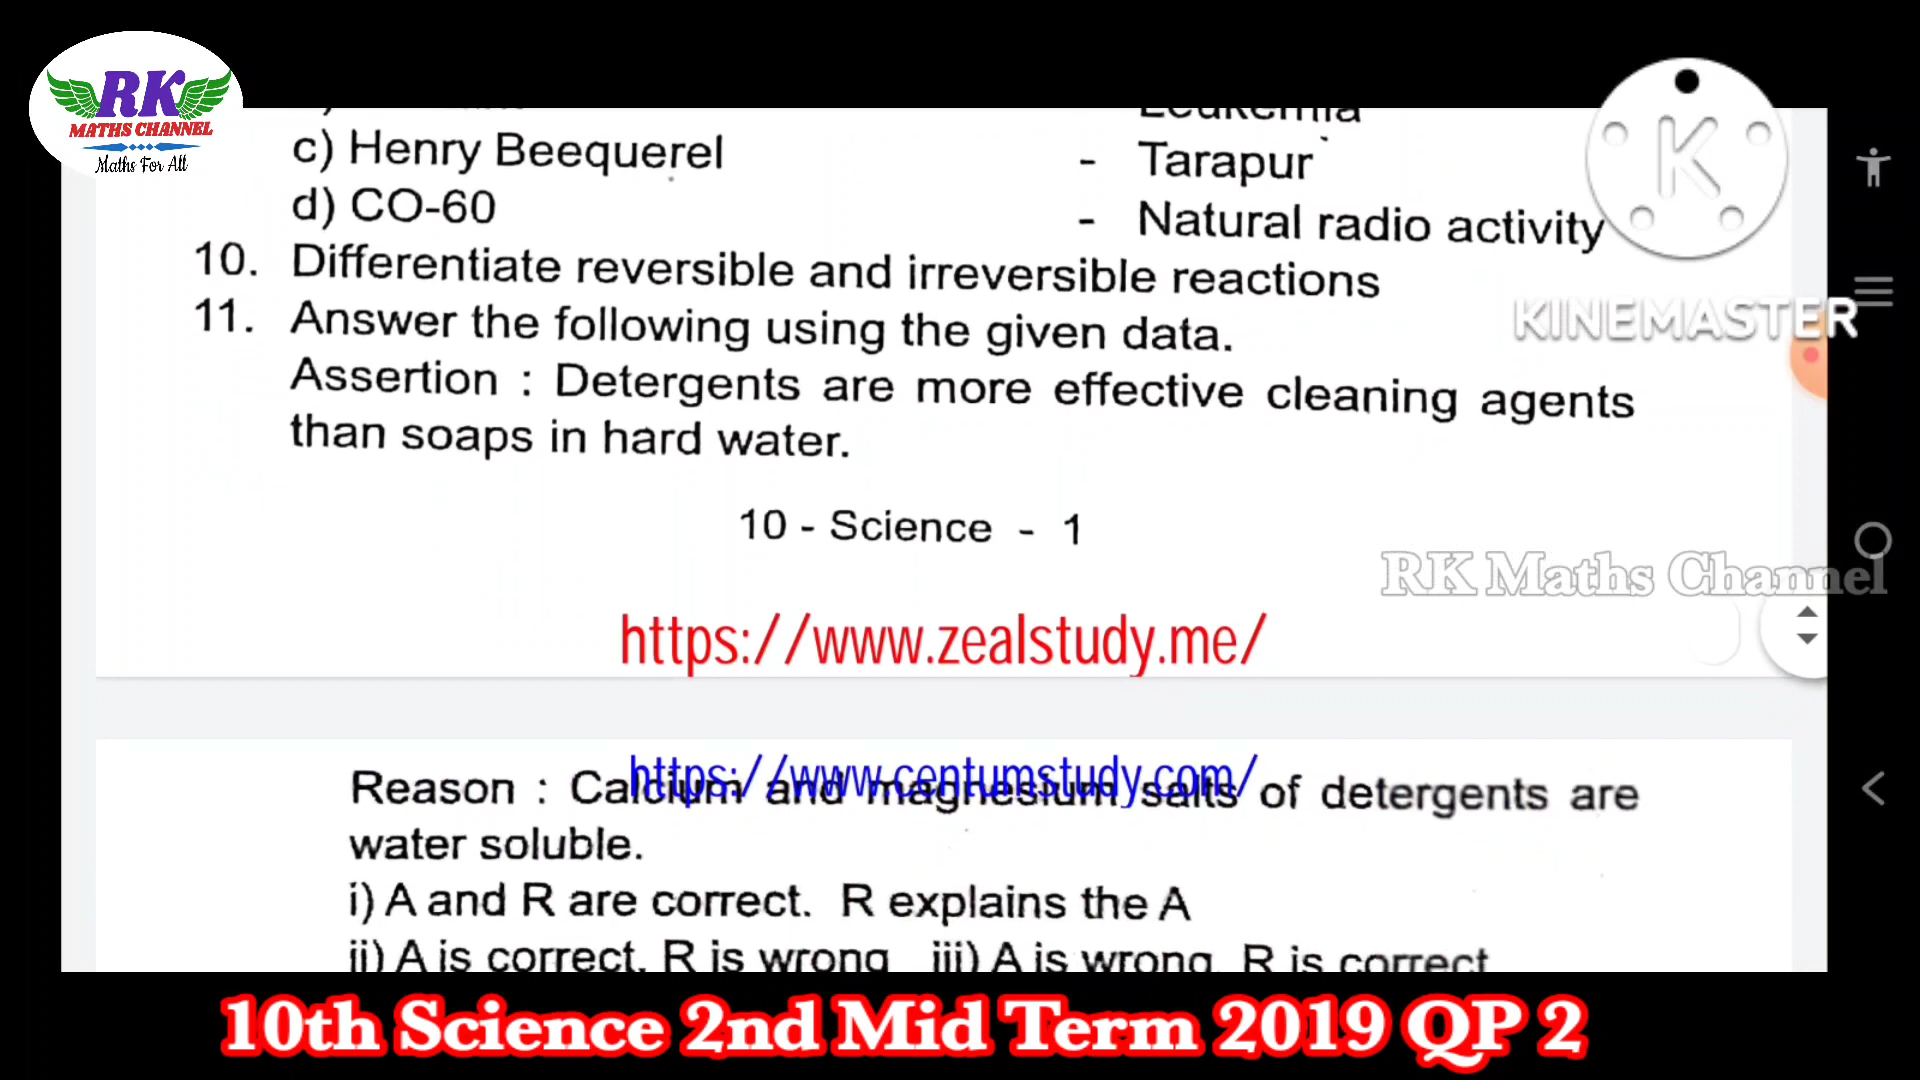 RK
MATHS CHANNEL
Maths For All
Leukemia
c) Henry Beequerel - Tarapur
d) CO-60 - Natural radio activity
10. Differentiate reversible and irreversible reactions
11. Answer the following using the given data.
Assertion : Detergents are more effective cleaning agents
than soaps in hard water.
10 - Science - 1
https://www.zealstudy.me/
K
KINEMASTER
RK Maths Channel
https://www.centumstudy.com/
Reason : Calcium and magnesium salts of detergents are
water soluble.
i) A and R are correct. R explains the A
ii) A is correct, R is wrong iii) A is wrong, R is correct
10th Science 2nd Mid Term 2019 QP 2